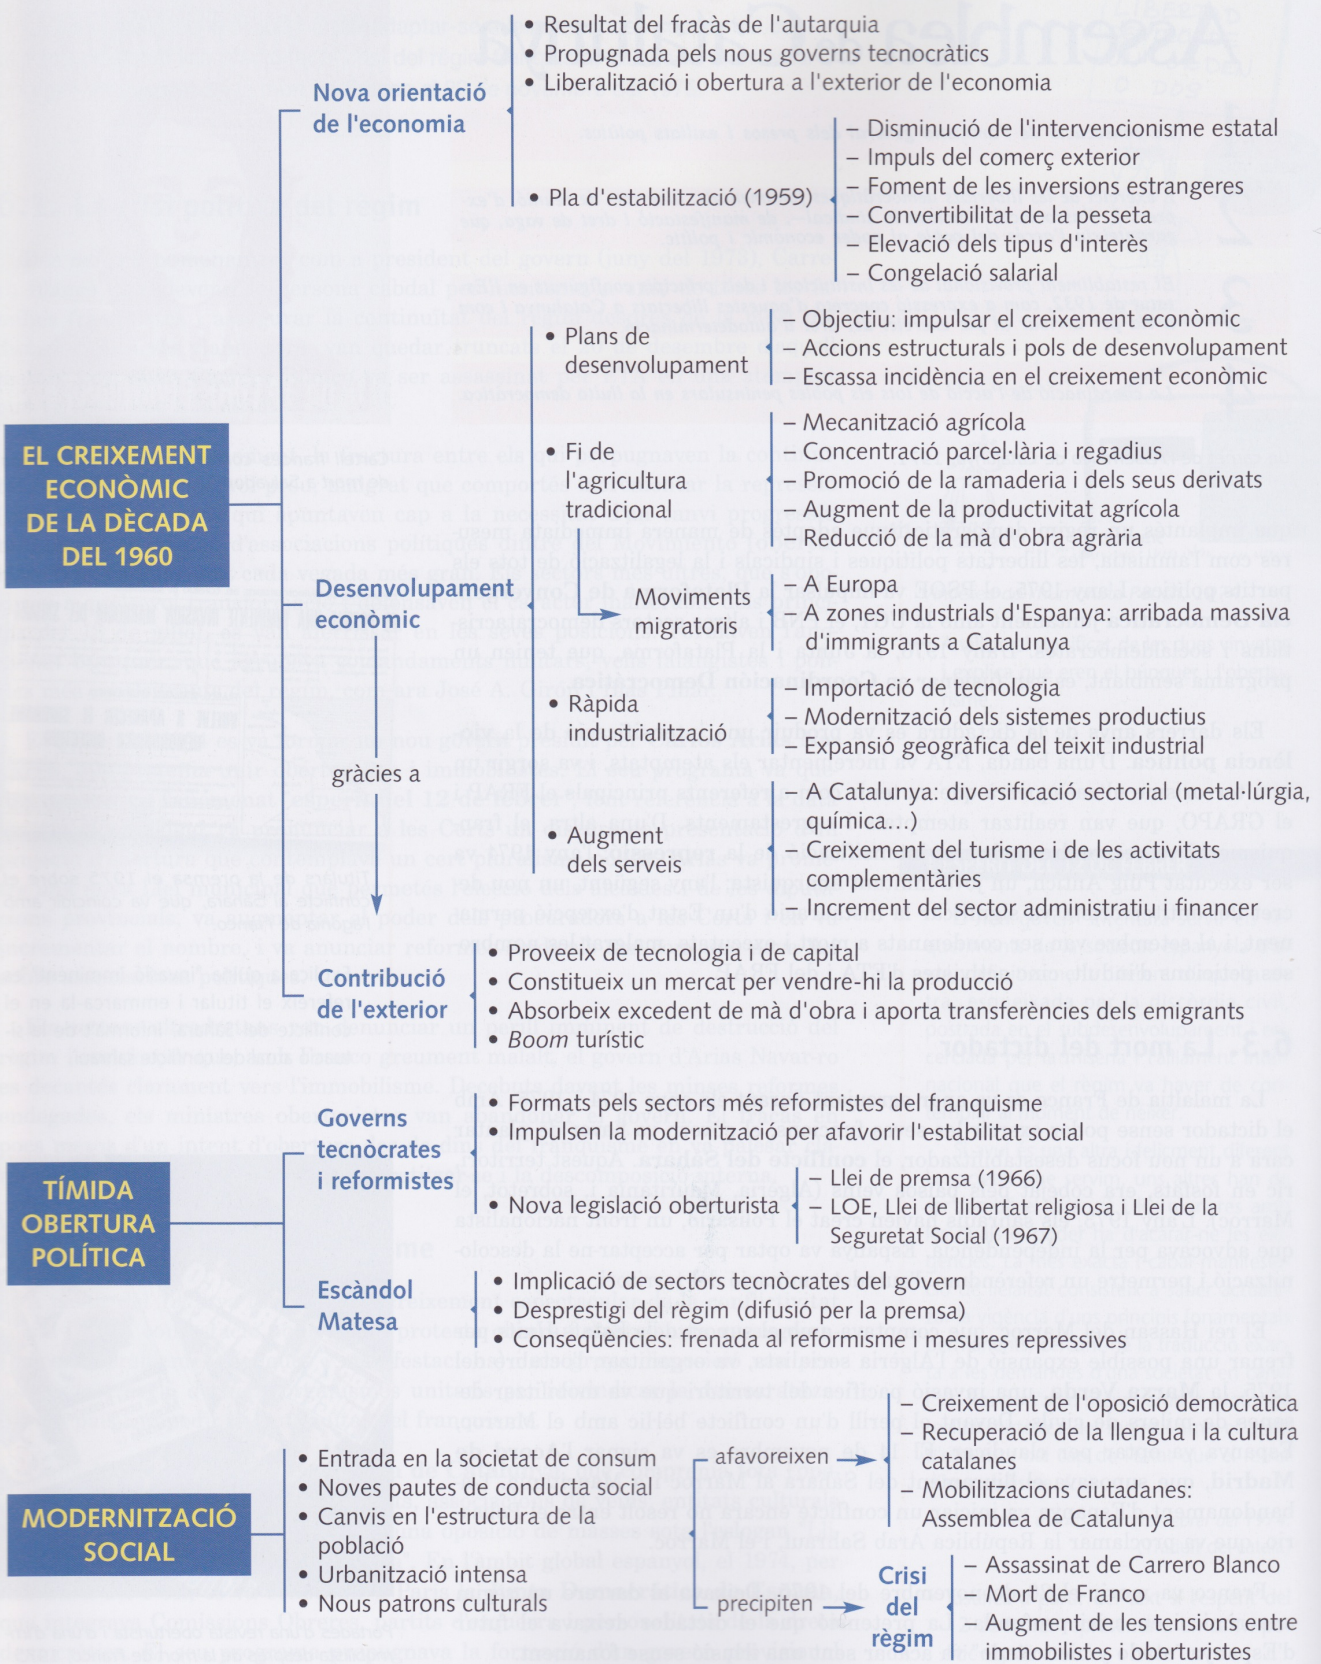 • Resultat del fracàs de l'autarquia
• Propugnada pels nous governs tecnocràtics
• Liberalització i obertura a l'exterior de l'economia
Nova orientació
de l'economia
• Pla d'estabilització (1959)
– Disminució de l'intervencionisme estatal
– Impuls del comerç exterior
– Foment de les inversions estrangeres
– Convertibilitat de la pesseta
– Elevació dels tipus d'interès
– Congelació salarial
EL CREIXEMENT
ECONÒMIC
DE LA DÈCADA
DEL 1960
Desenvolupament
econòmic
• Plans de
desenvolupament
– Objectiu: impulsar el creixement econòmic
– Accions estructurals i pols de desenvolupament
– Escassa incidència en el creixement econòmic
• Fi de
l'agricultura
tradicional
– Mecanització agrícola
– Concentració parcel·lària i regadius
– Promoció de la ramaderia i dels seus derivats
– Augment de la productivitat agrícola
– Reducció de la mà d'obra agrària
Moviments
migratoris
– A Europa
– A zones industrials d'Espanya: arribada massiva
d'immigrants a Catalunya
• Ràpida
industrialització
– Importació de tecnologia
– Modernització dels sistemes productius
– Expansió geogràfica del teixit industrial
• Augment
dels serveis
– A Catalunya: diversificació sectorial (metal·lúrgia,
química...)
– Creixement del turisme i de les activitats
complementàries
– Increment del sector administratiu i financer
gràcies a
Contribució
de l'exterior
• Proveeix de tecnologia i de capital
• Constitueix un mercat per vendre-hi la producció
• Absorbeix excedent de mà d'obra i aporta transferències dels emigrants
• Boom turístic
TÍMIDA
OBERTURA
POLÍTICA
Governs
tecnòcrates
i reformistes
• Formats pels sectors més reformistes del franquisme
• Impulsen la modernització per afavorir l'estabilitat social
• Nova legislació oberturista
– Llei de premsa (1966)
– LOE, Llei de llibertat religiosa i Llei de la
Seguretat Social (1967)
Escàndol
Matesa
• Implicació de sectors tecnòcrates del govern
• Desprestigi del règim (difusió per la premsa)
• Conseqüències: frenada al reformisme i mesures repressives
MODERNITZACIÓ
SOCIAL
• Entrada en la societat de consum
• Noves pautes de conducta social
• Canvis en l'estructura de la
població
• Urbanització intensa
• Nous patrons culturals
afavoreixen
– Creixement de l'oposició democràtica
– Recuperació de la llengua i la cultura
catalanes
– Mobilitzacions ciutadanes:
Assemblea de Catalunya
precipiten
Crisi
del
règim
– Assassinat de Carrero Blanco
– Mort de Franco
– Augment de les tensions entre
immobilistes i oberturistes